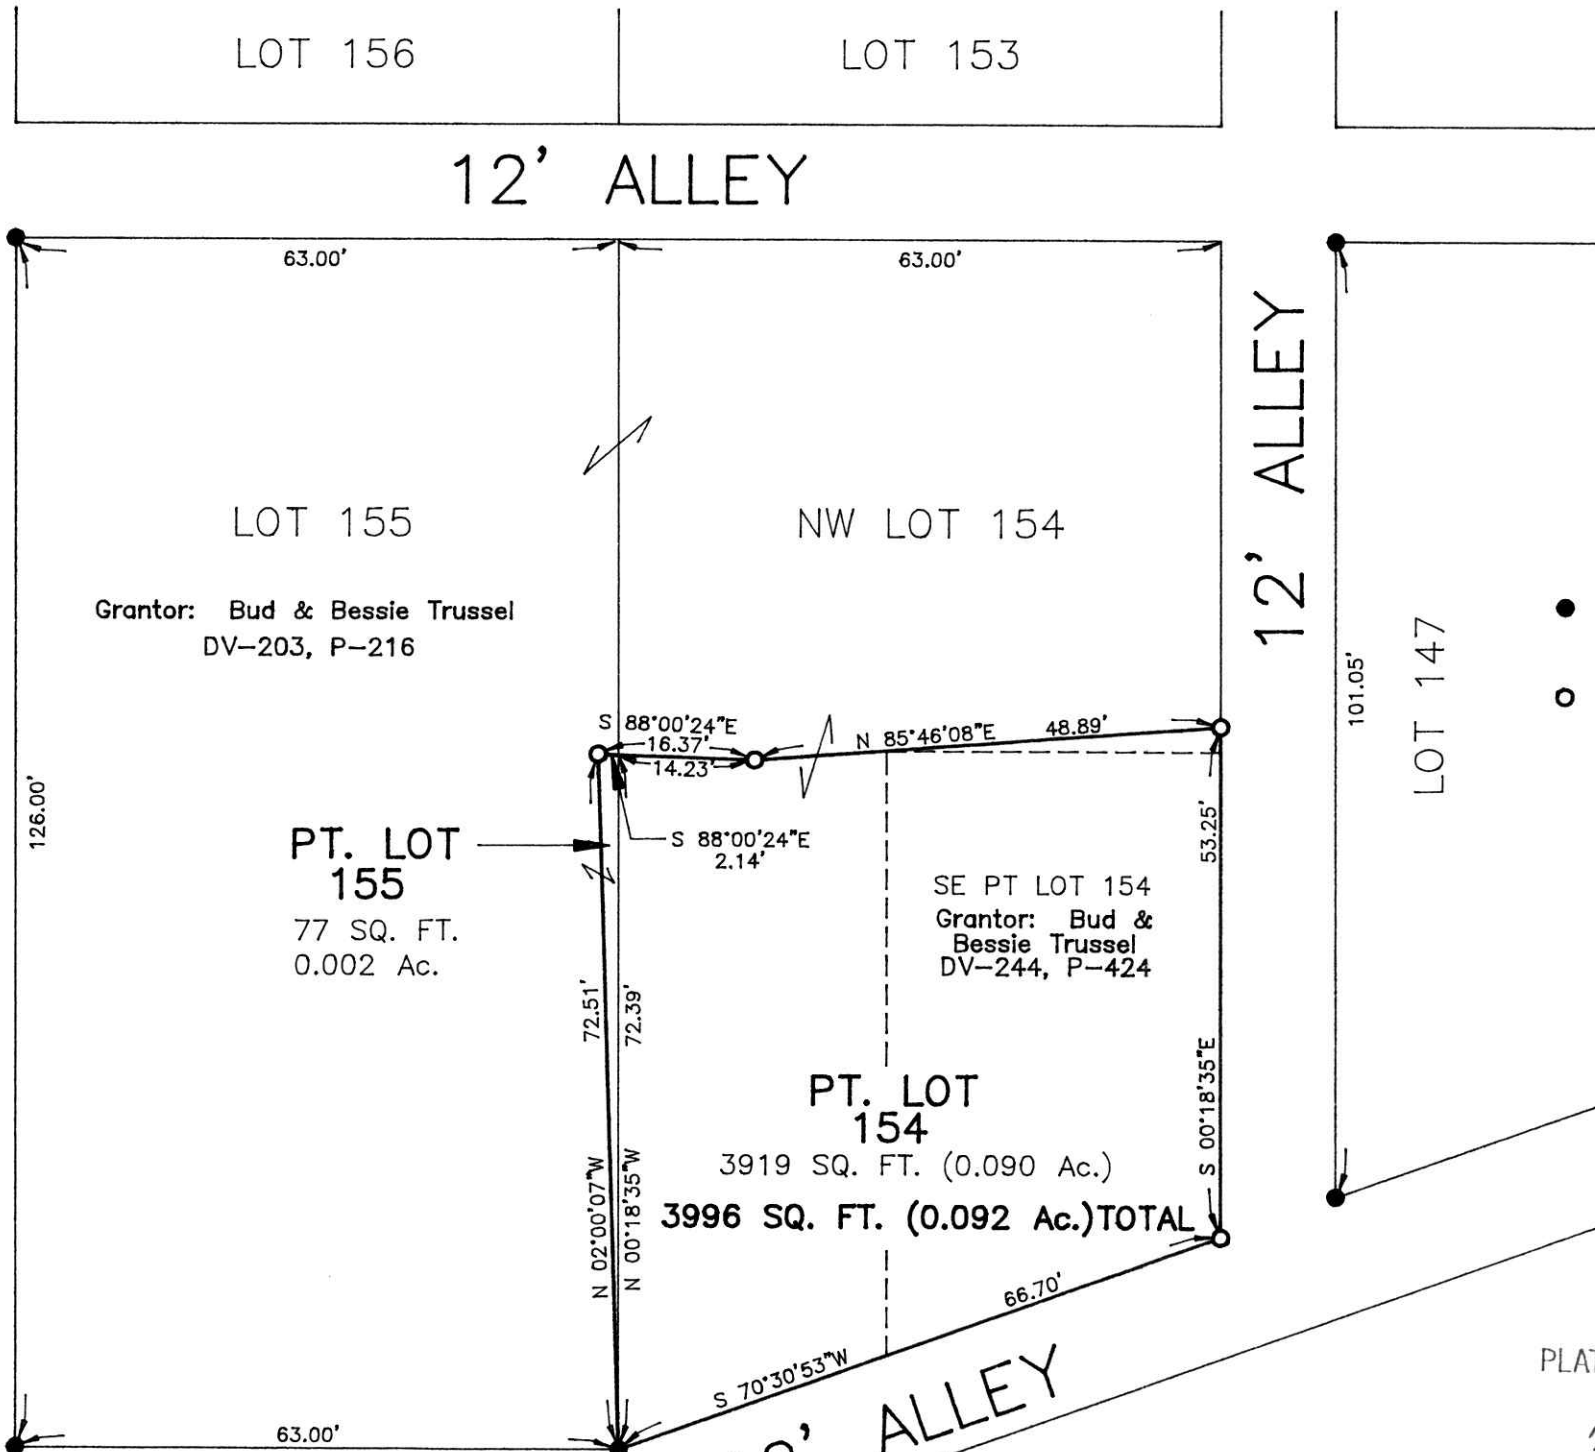 LOT 156
LOT 153
12' ALLEY
63.00'
63.00'
12' ALLEY
LOT 155
NW LOT 154
Grantor: Bud & Bessie Trussel
DV-203, P-216
LOT 147
101.05'
S 88°00'24"E
16.37'
14.23'
N 85°46'08"E
48.89'
126.00'
S 88°00'24"E
2.14'
53.25'
PT. LOT
155
77 SQ. FT.
0.002 Ac.
SE PT LOT 154
Grantor: Bud &
Bessie Trussel
DV-244, P-424
72.51'
72.39'
S 00°18'35"E
PT. LOT
154
3919 SQ. FT. (0.090 Ac.)
3996 SQ. FT. (0.092 Ac.)TOTAL
N 02°00'07"W
N 00°18'35"W
66.70'
S 70°30'53"W
ALLEY
63.00'